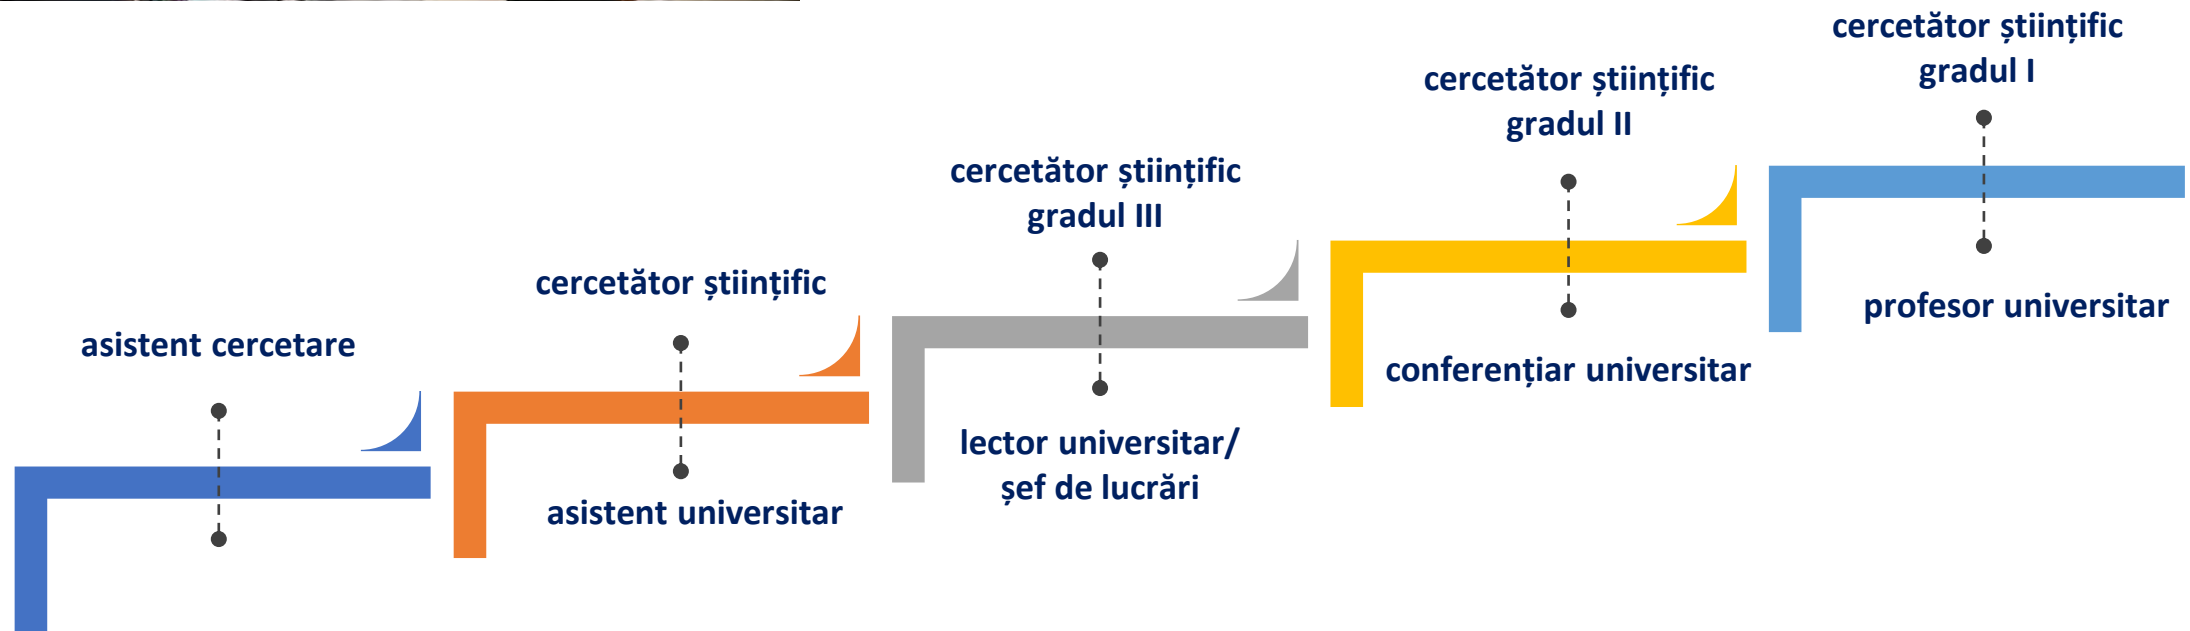 asistent cercetare
cercetător științific
asistent universitar
cercetător științific
gradul III
lector universitar/
șef de lucrări
cercetător științific
gradul II
conferențiar universitar
cercetător științific
gradul I
profesor universitar